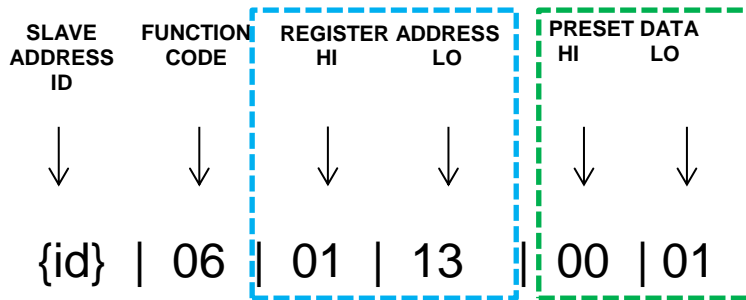 SLAVE ADDRESS ID
FUNCTION CODE
REGISTER ADDRESS
HI LO
PRESET DATA
HI LO
{id} | 06 | 01 | 13 | 00 | 01